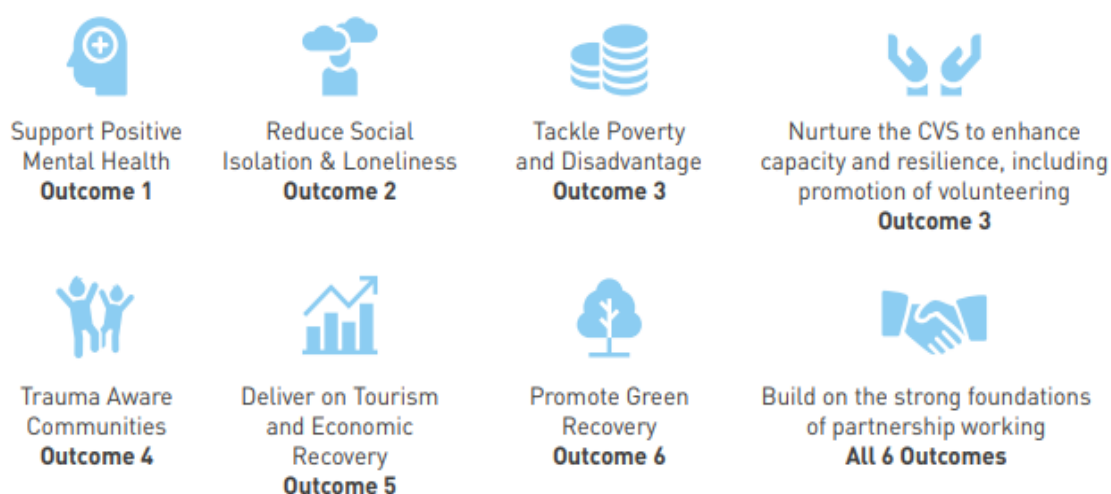 Support Positive
Mental Health
Outcome 1
Reduce Social
Isolation & Loneliness
Outcome 2
Tackle Poverty
and Disadvantage
Outcome 3
Nurture the CVS to enhance
capacity and resilience, including
promotion of volunteering
Outcome 3
Trauma Aware
Communities
Outcome 4
Deliver on Tourism
and Economic
Recovery
Outcome 5
Promote Green
Recovery
Outcome 6
Build on the strong foundations
of partnership working
All 6 Outcomes